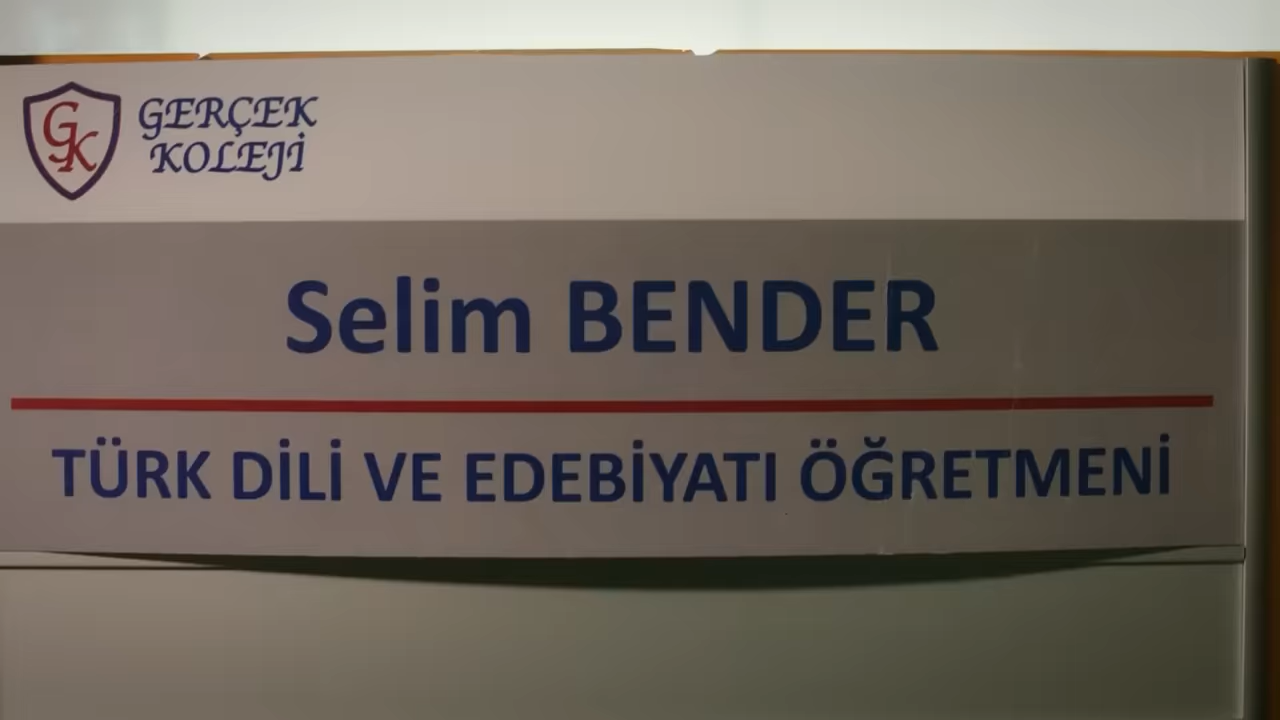 GK
GERÇEK
KOLEJİ
Selim BENDER
TÜRK DİLİ VE EDEBİYATI ÖĞRETMENİ